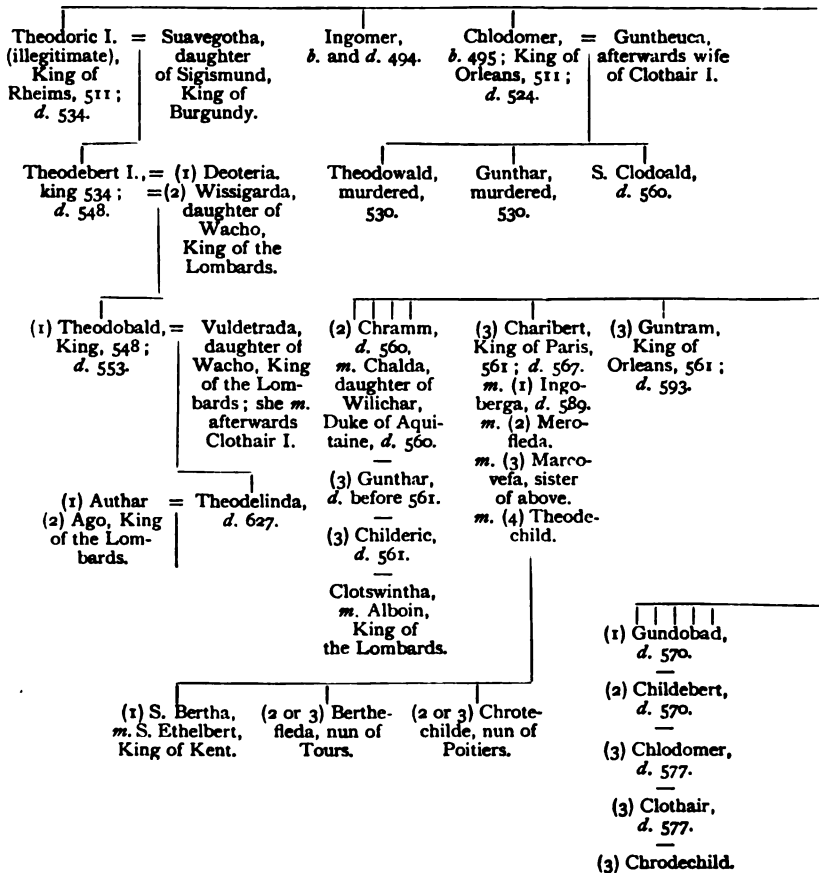 Theodoric I. = Suavegotha,
(illegitimate), daughter
King of of Sigismund,
Rheims, 511; King of
d. 534. Burgundy.
Ingomer,
b. and d. 494.
Chlodomer, = Guntheuca,
b. 495; King of afterwards wife
Orleans, 511; of Clothair I.
d. 524.
Theodebert I.,= (1) Deoteria.
king 534; =(2) Wissigarda,
d. 548. daughter of
Wacho,
King of the
Lombards.
Theodowald,
murdered,
530.
Gunthar,
murdered,
530.
S. Clodoald,
d. 560.
(1) Theodobald, = Vuldetrada,
King, 548; daughter of
d. 553. Wacho, King
of the Lom-
bards; she m.
afterwards
Clothair I.
(2) Chramm,
d. 560,
m. Chalda,
daughter of
Wilichar,
Duke of Aqui-
taine, d. 560.
—
(3) Gunthar,
d. before 561.
—
(3) Childeric,
d. 561.
—
Clotswintha,
m. Alboin,
King of
the Lombards.
(3) Charibert,
King of Paris,
561; d. 567.
m. (1) Ingo-
berga, d. 589.
m. (2) Mero-
fleda.
m. (3) Marco-
vefa, sister
of above.
m. (4) Theode-
child.
(3) Guntram,
King of
Orleans, 561;
d. 593.
(1) Authar = Theodelinda,
(2) Ago, King d. 627.
of the Lom-
bards.
(1) S. Bertha,
m. S. Ethelbert,
King of Kent.
(2 or 3) Berthe-
fleda, nun of
Tours.
(2 or 3) Chrote-
childe, nun of
Poitiers.
(1) Gundobad,
d. 570.
—
(2) Childebert,
d. 570.
—
(3) Chlodomer,
d. 577.
—
(3) Clothair,
d. 577.
—
(3) Chrodechild.